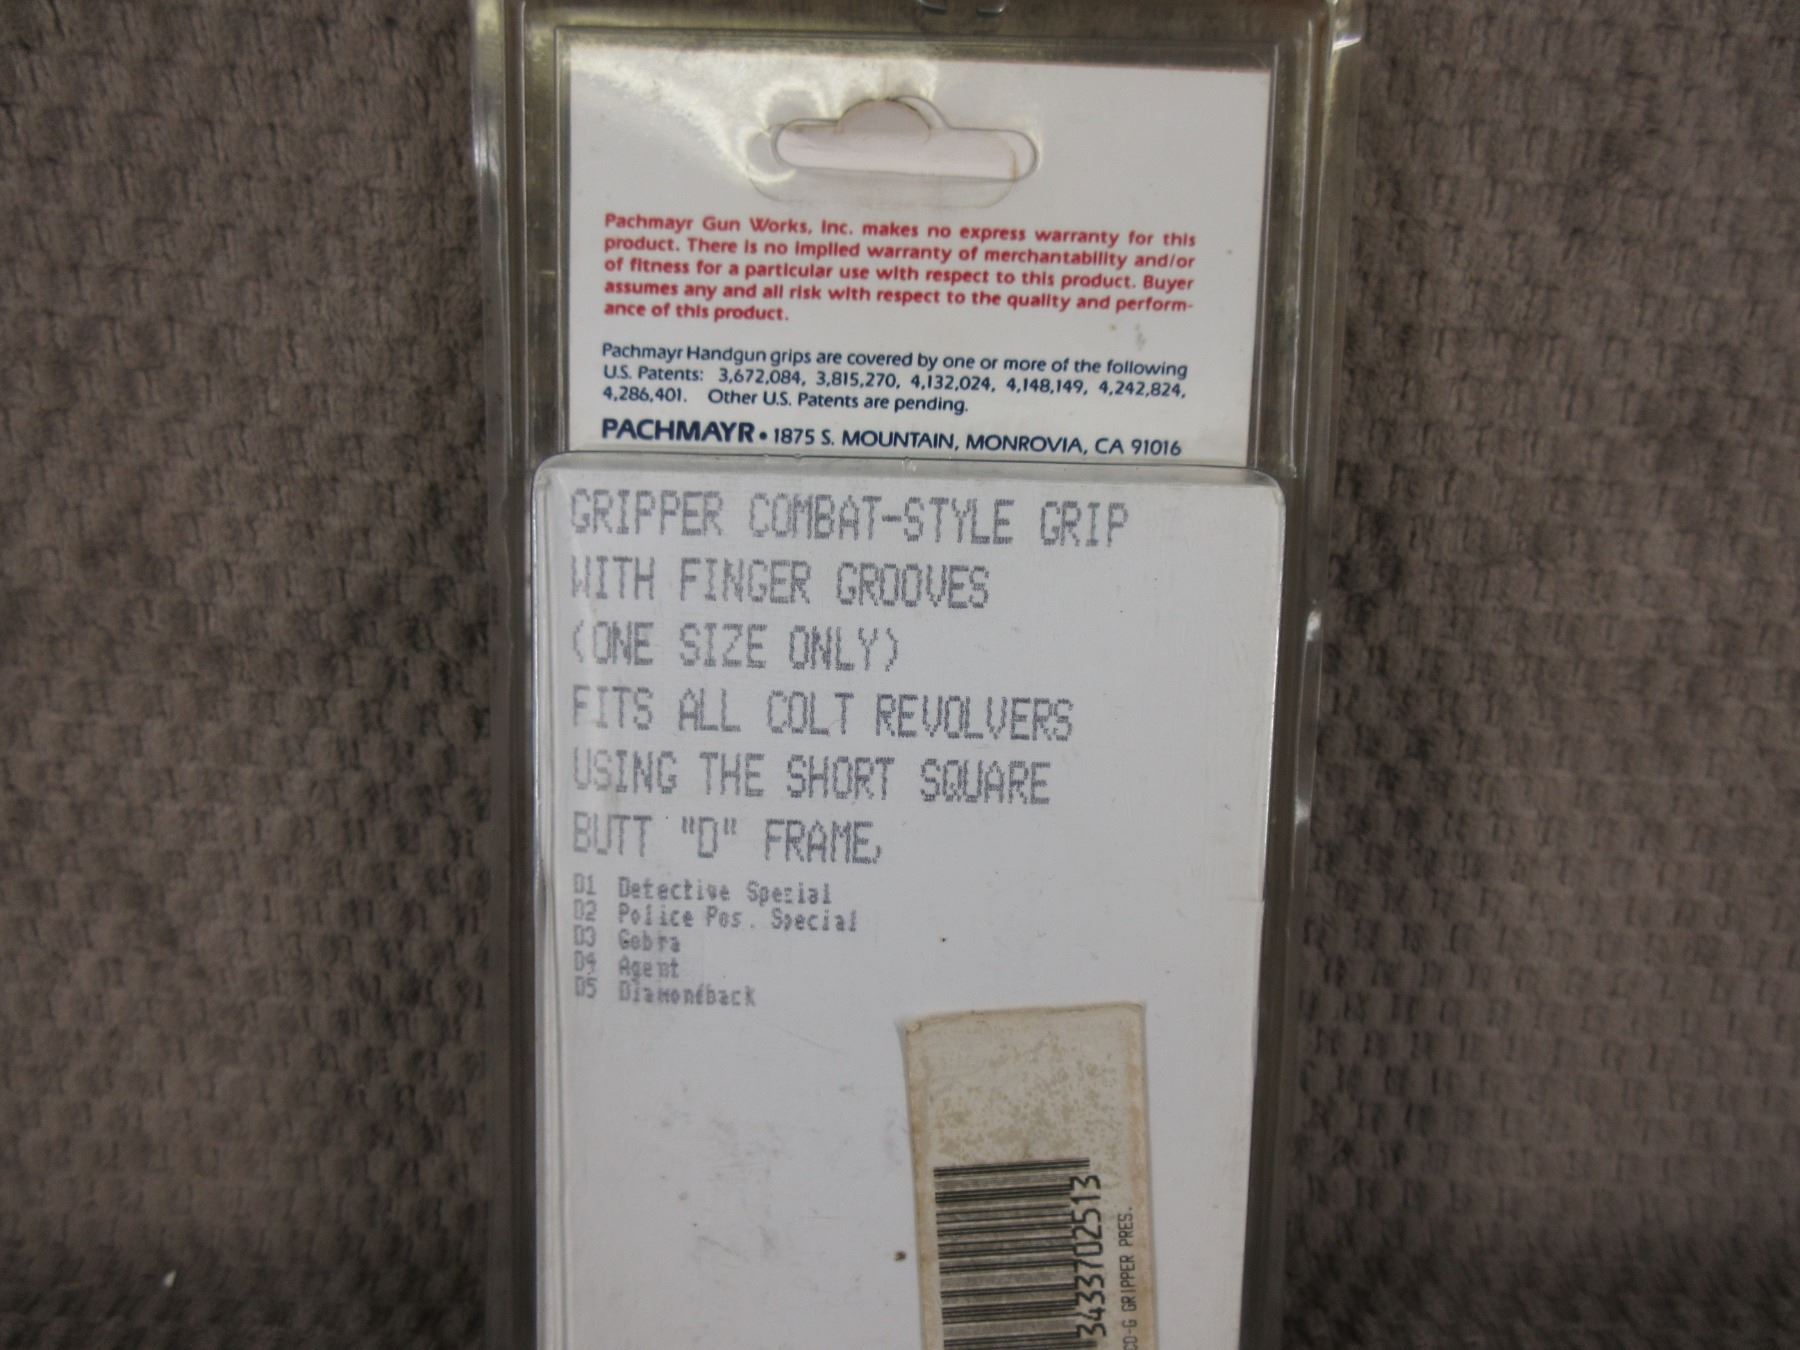 Pachmayr Gun Works, Inc. makes no express warranty for this
product. There is no implied warranty of merchantability and/or
of fitness for a particular use with respect to this product. Buyer
assumes any and all risk with respect to the quality and perform-
ance of this product.
Pachmayr Handgun grips are covered by one or more of the following
U.S. Patents: 3,672,084, 3,815,270, 4,132,024, 4,148,149, 4,242,824,
4,286,401. Other U.S. Patents are pending.
PACHMAYR • 1875 S. MOUNTAIN, MONROVIA, CA 91016
GRIPPER COMBAT-STYLE GRIP
WITH FINGER GROOVES
(ONE SIZE ONLY)
FITS ALL COLT REVOLVERS
USING THE SHORT SQUARE
BUTT "D" FRAME,
D1 Detective Special
D2 Police Pos. Special
D3 Cobra
D4 Agent
D5 Diamondback
3433702513
CD-G GRIPPER PRES.